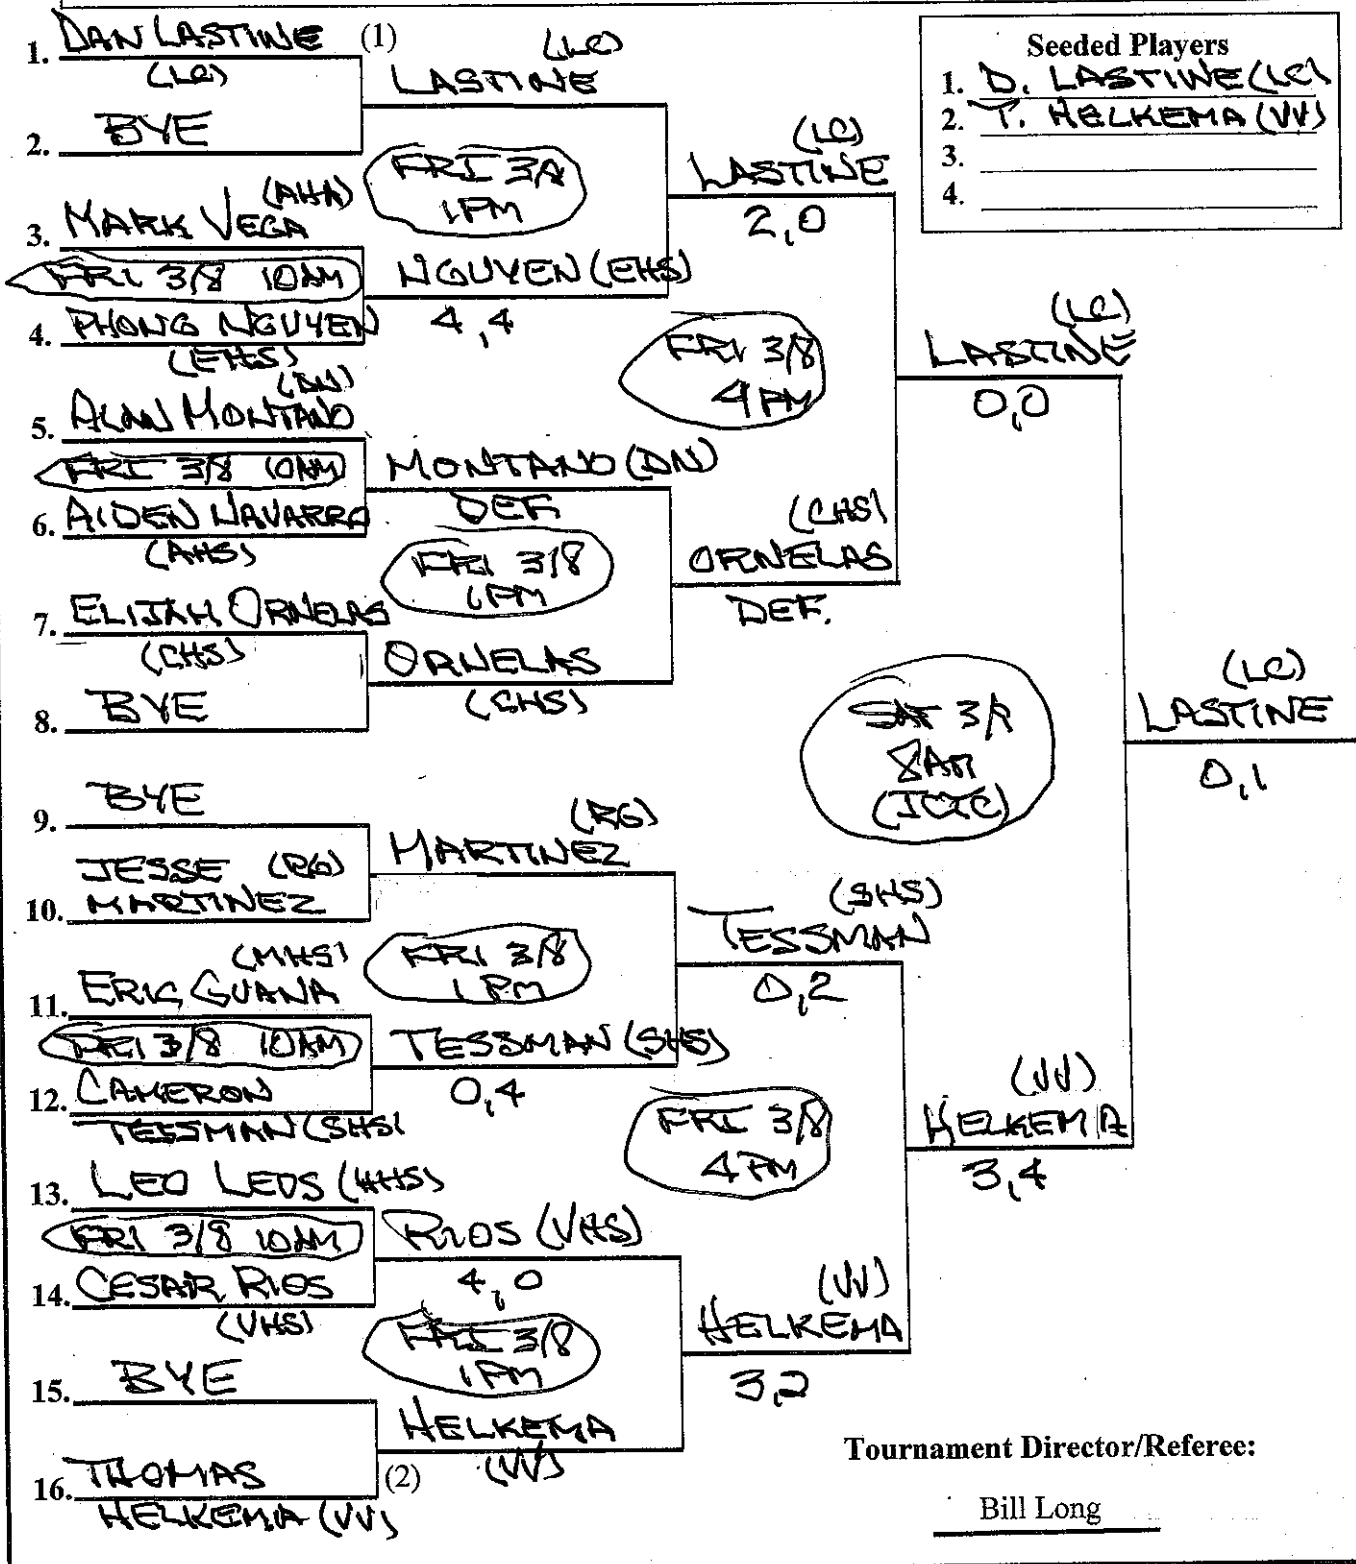 1. DAN LASTINE (1)
(LC)
2. BYE
3. MARK VEGA (AHA)
FRI 3/8 10AM
4. PHONG NGUYEN
(EHS)
5. ALAN MONTANO (DN)
FRI 3/8 10AM
6. AIDEN NAVARRO
(AHS)
7. ELIJAH ORNELAS
(CHS)
8. BYE
9. BYE
10. JESSE (RG)
MARTINEZ
11. ERIC GUANA (MHS)
FRI 3/8 10AM
12. CAMERON
TESSMAN (SHS)
13. LEO LEOS (HHS)
FRI 3/8 10AM
14. CESAR RIOS
(VHS)
15. BYE
16. THOMAS (2)
HELKEMA (VV)
(LC)
LASTINE
FRI 3/8
1PM
NGUYEN (EHS)
4,4
MONTANO (DN)
DEF.
FRI 3/8
1PM
ORNELAS
(CHS)
(RG)
MARTINEZ
FRI 3/8
1PM
TESSMAN (SHS)
0,4
RIOS (VHS)
4,0
FRI 3/8
1PM
HELKEMA
(VV)
(LC)
LASTINE
2,0
FRI 3/8
4PM
(CHS)
ORNELAS
DEF.
(SHS)
TESSMAN
0,2
FRI 3/8
4PM
(VV)
HELKEMA
3,2
(LC)
LASTINE
0,0
SAT 3/9
8AM
(JCTC)
(VV)
HELKEMA
3,4
(LC)
LASTINE
0,1
Seeded Players
1. D. LASTINE (LC)
2. T. HELKEMA (VV)
3.
4.
Tournament Director/Referee:
Bill Long